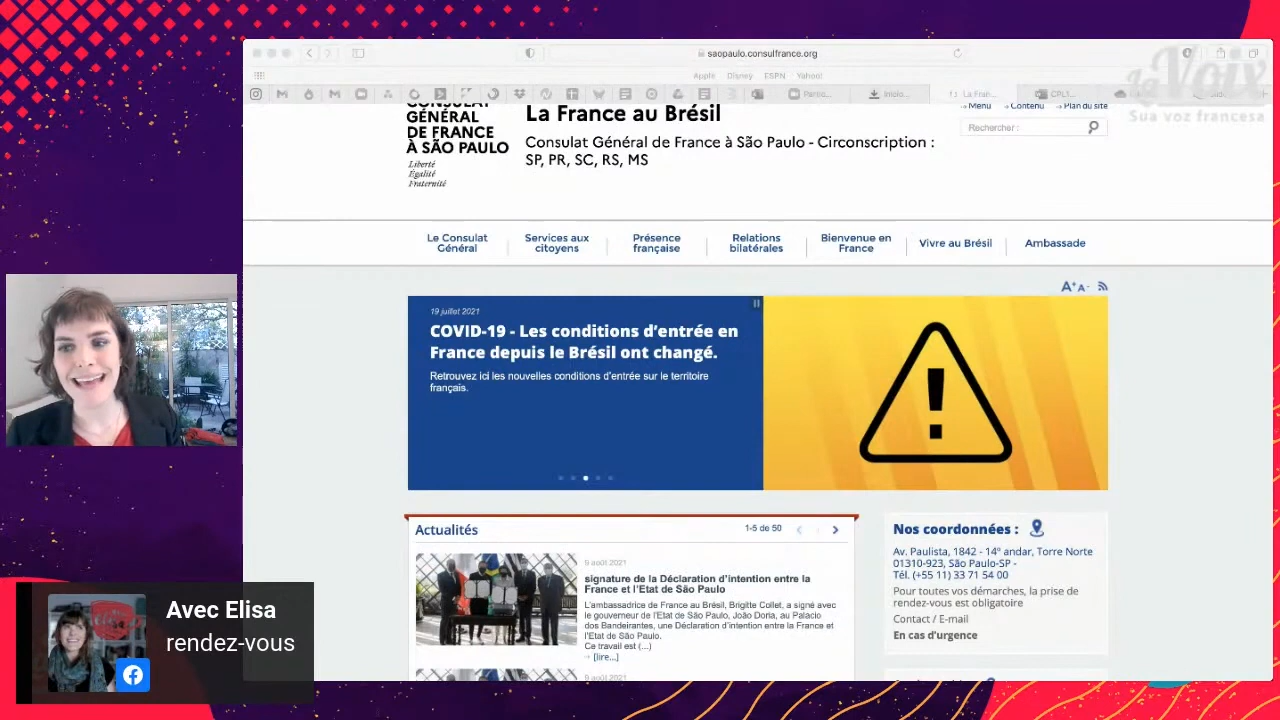 saopaulo.consulfrance.org
Apple Disney ESPN Yahoo!
La Voix
Sua voz francesa
CONSULAT
GÉNÉRAL
DE FRANCE
À SÃO PAULO
Liberté
Égalité
Fraternité
La France au Brésil
Consulat Général de France à São Paulo - Circonscription :
SP, PR, SC, RS, MS
Menu Contenu Plan du site
Rechercher :
Le Consulat
Général
Services aux
citoyens
Présence
française
Relations
bilatérales
Bienvenue en
France
Vivre au Brésil
Ambassade
A+ A-
19 juillet 2021
COVID-19 - Les conditions d'entrée en
France depuis le Brésil ont changé.
Retrouvez ici les nouvelles conditions d'entrée sur le territoire
français.
Actualités
1-5 de 50
9 août 2021
signature de la Déclaration d'intention entre la
France et l'Etat de São Paulo
L'ambassadrice de France au Brésil, Brigitte Collet, a signé avec
le gouverneur de l'Etat de São Paulo, João Doria, au Palacio
dos Bandeirantes, une Déclaration d'intention entre la France et
l'Etat de São Paulo.
Ce travail est (...)
[lire...]
9 août 2021
Nos coordonnées :
Av. Paulista, 1842 - 14º andar, Torre Norte
01310-923, São Paulo-SP -
Tél. (+55 11) 33 71 54 00
Pour toutes vos démarches, la prise de
rendez-vous est obligatoire
Contact / E-mail
En cas d'urgence
Avec Elisa
rendez-vous